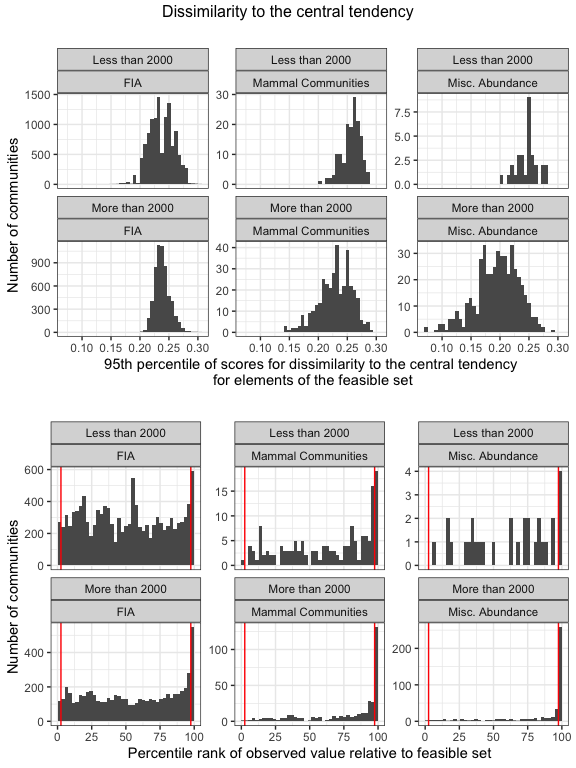 Dissimilarity to the central tendency
Less than 2000 Less than 2000 Less than 2000
FIA Mammal Communities Misc. Abundance
Number of communities
1500
1000
500
0
30
20
10
0
7.5
5.0
2.5
0.0
More than 2000 More than 2000 More than 2000
FIA Mammal Communities Misc. Abundance
900
600
300
0
40
30
20
10
0
30
20
10
0
0.10 0.15 0.20 0.25 0.30 0.10 0.15 0.20 0.25 0.30 0.10 0.15 0.20 0.25 0.30
95th percentile of scores for dissimilarity to the central tendency
for elements of the feasible set
Less than 2000 Less than 2000 Less than 2000
FIA Mammal Communities Misc. Abundance
Number of communities
600
400
200
0
15
10
5
0
4
3
2
1
0
More than 2000 More than 2000 More than 2000
FIA Mammal Communities Misc. Abundance
400
200
0
100
50
0
200
100
0
0 25 50 75 100 0 25 50 75 100 0 25 50 75 100
Percentile rank of observed value relative to feasible set